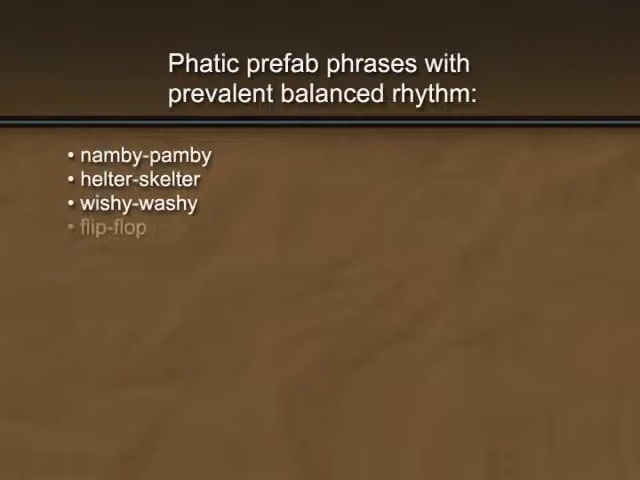 Phatic prefab phrases with
prevalent balanced rhythm:
• namby-pamby
• helter-skelter
• wishy-washy
• flip-flop